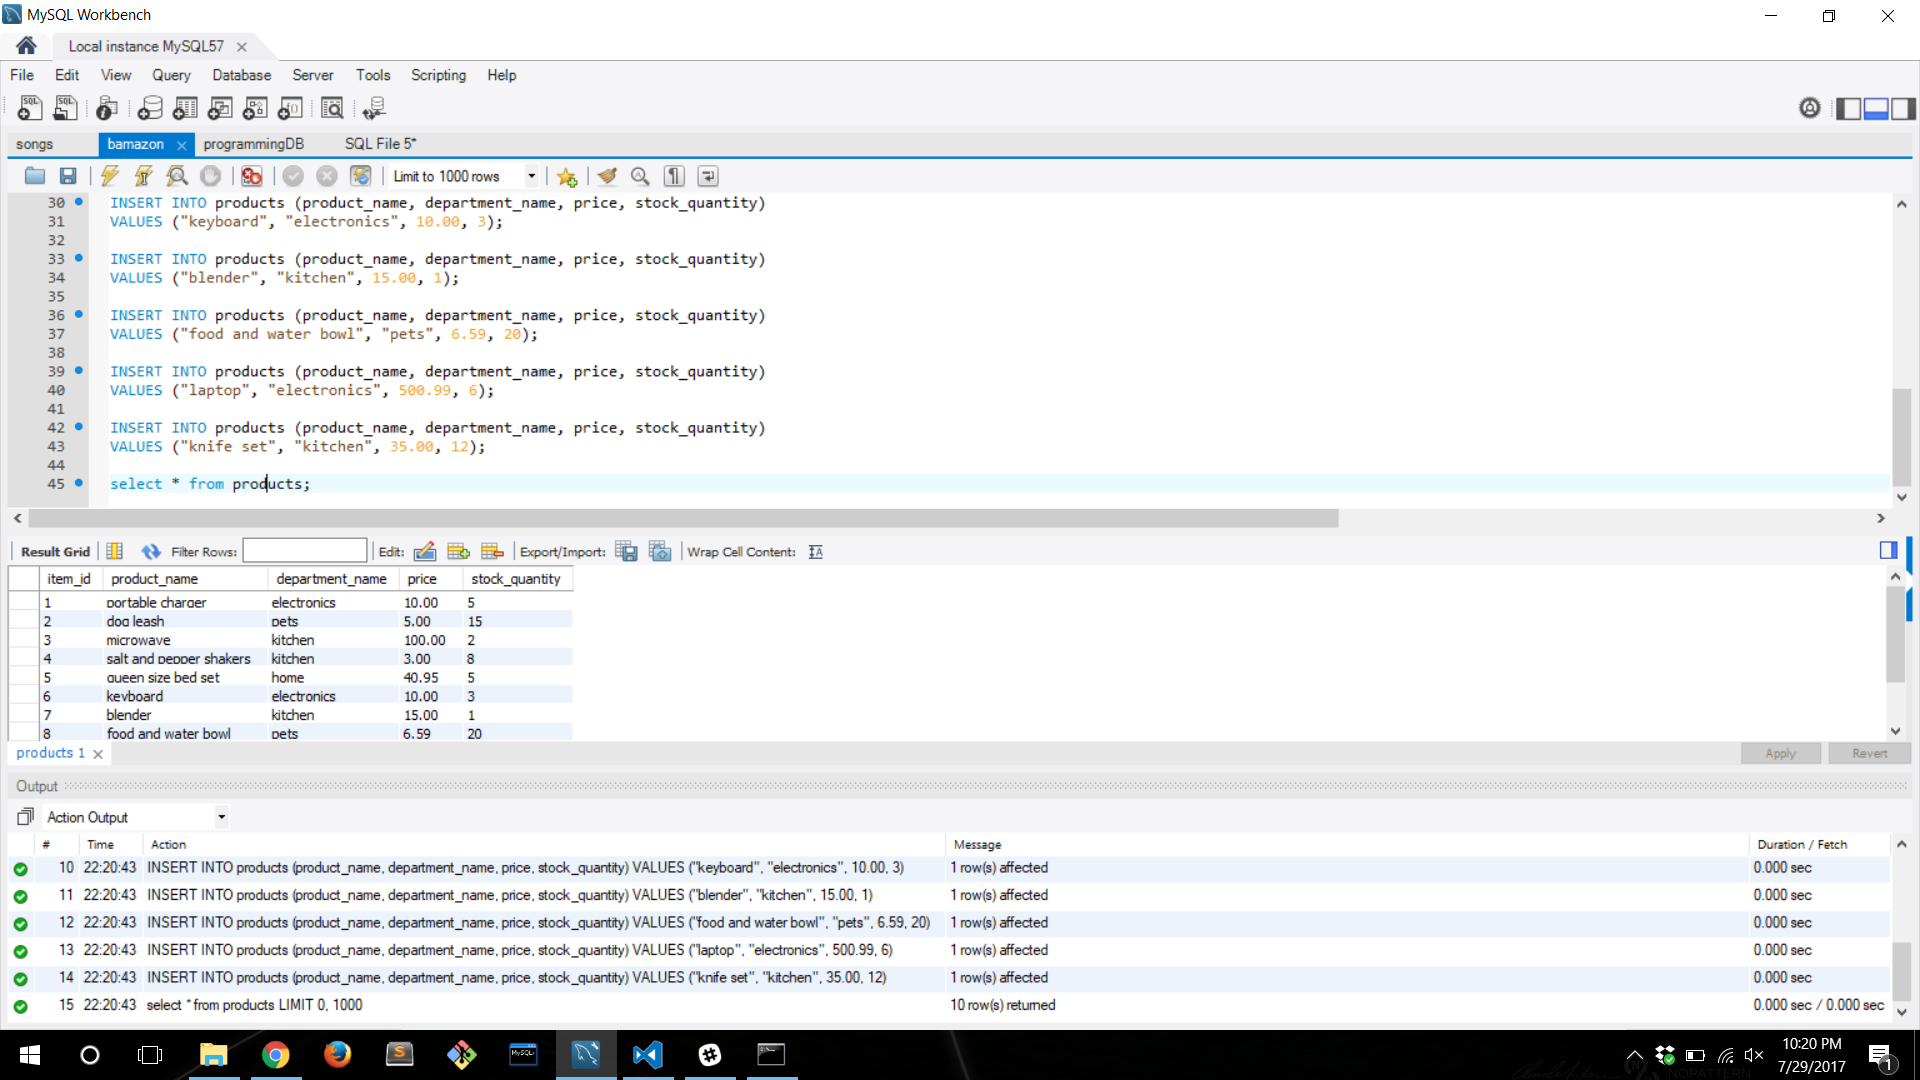 MySQL Workbench
Local instance MySQL57
File Edit View Query Database Server Tools Scripting Help
songs bamazon programmingDB SQL File 5*
Limit to 1000 rows
30 INSERT INTO products (product_name, department_name, price, stock_quantity)
31 VALUES ("keyboard", "electronics", 10.00, 3);
32
33 INSERT INTO products (product_name, department_name, price, stock_quantity)
34 VALUES ("blender", "kitchen", 15.00, 1);
35
36 INSERT INTO products (product_name, department_name, price, stock_quantity)
37 VALUES ("food and water bowl", "pets", 6.59, 20);
38
39 INSERT INTO products (product_name, department_name, price, stock_quantity)
40 VALUES ("laptop", "electronics", 500.99, 6);
41
42 INSERT INTO products (product_name, department_name, price, stock_quantity)
43 VALUES ("knife set", "kitchen", 35.00, 12);
44
45 select * from products;
Result Grid Filter Rows: Edit: Export/Import: Wrap Cell Content:
item_id product_name department_name price stock_quantity
1 portable charger electronics 10.00 5
2 dog leash pets 5.00 15
3 microwave kitchen 100.00 2
4 salt and pepper shakers kitchen 3.00 8
5 queen size bed set home 40.95 5
6 keyboard electronics 10.00 3
7 blender kitchen 15.00 1
8 food and water bowl pets 6.59 20
products 1 Apply Revert
Output
Action Output
# Time Action Message Duration / Fetch
10 22:20:43 INSERT INTO products (product_name, department_name, price, stock_quantity) VALUES ("keyboard", "electronics", 10.00, 3) 1 row(s) affected 0.000 sec
11 22:20:43 INSERT INTO products (product_name, department_name, price, stock_quantity) VALUES ("blender", "kitchen", 15.00, 1) 1 row(s) affected 0.000 sec
12 22:20:43 INSERT INTO products (product_name, department_name, price, stock_quantity) VALUES ("food and water bowl", "pets", 6.59, 20) 1 row(s) affected 0.000 sec
13 22:20:43 INSERT INTO products (product_name, department_name, price, stock_quantity) VALUES ("laptop", "electronics", 500.99, 6) 1 row(s) affected 0.000 sec
14 22:20:43 INSERT INTO products (product_name, department_name, price, stock_quantity) VALUES ("knife set", "kitchen", 35.00, 12) 1 row(s) affected 0.000 sec
15 22:20:43 select * from products LIMIT 0, 1000 10 row(s) returned 0.000 sec / 0.000 sec
10:20 PM
7/29/2017
1
NOPATTERN